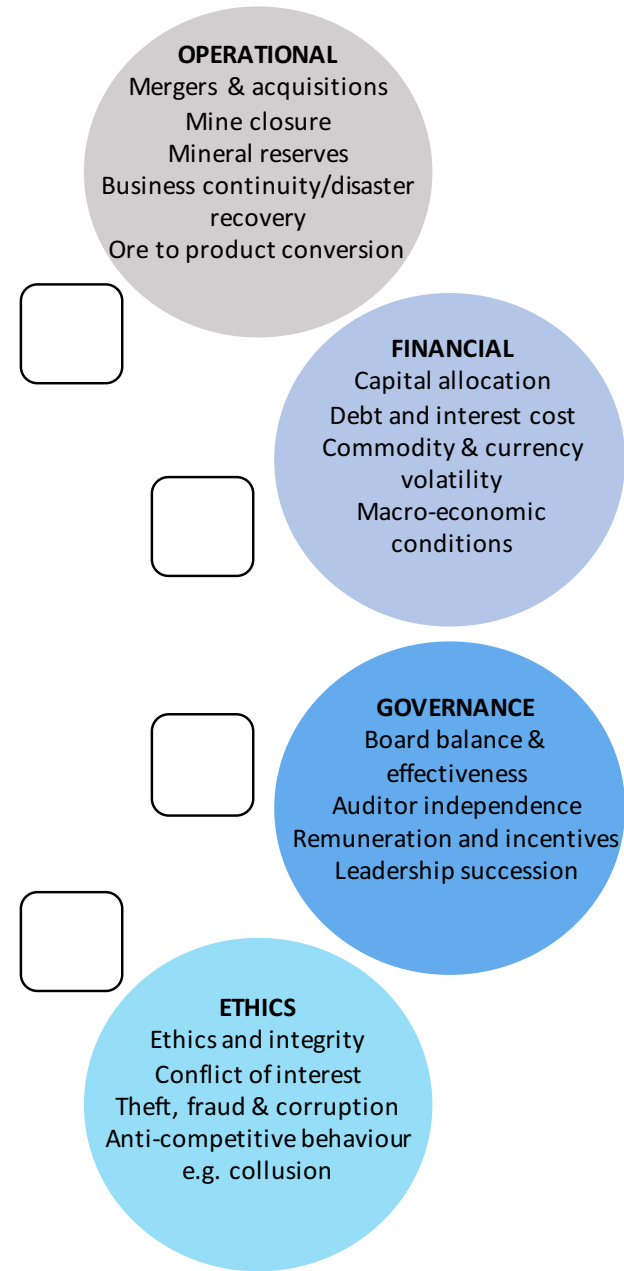 OPERATIONAL
Mergers & acquisitions
Mine closure
Mineral reserves
Business continuity/disaster
recovery
Ore to product conversion
FINANCIAL
Capital allocation
Debt and interest cost
Commodity & currency
volatility
Macro-economic
conditions
GOVERNANCE
Board balance &
effectiveness
Auditor independence
Remuneration and incentives
Leadership succession
ETHICS
Ethics and integrity
Conflict of interest
Theft, fraud & corruption
Anti-competitive behaviour
e.g. collusion